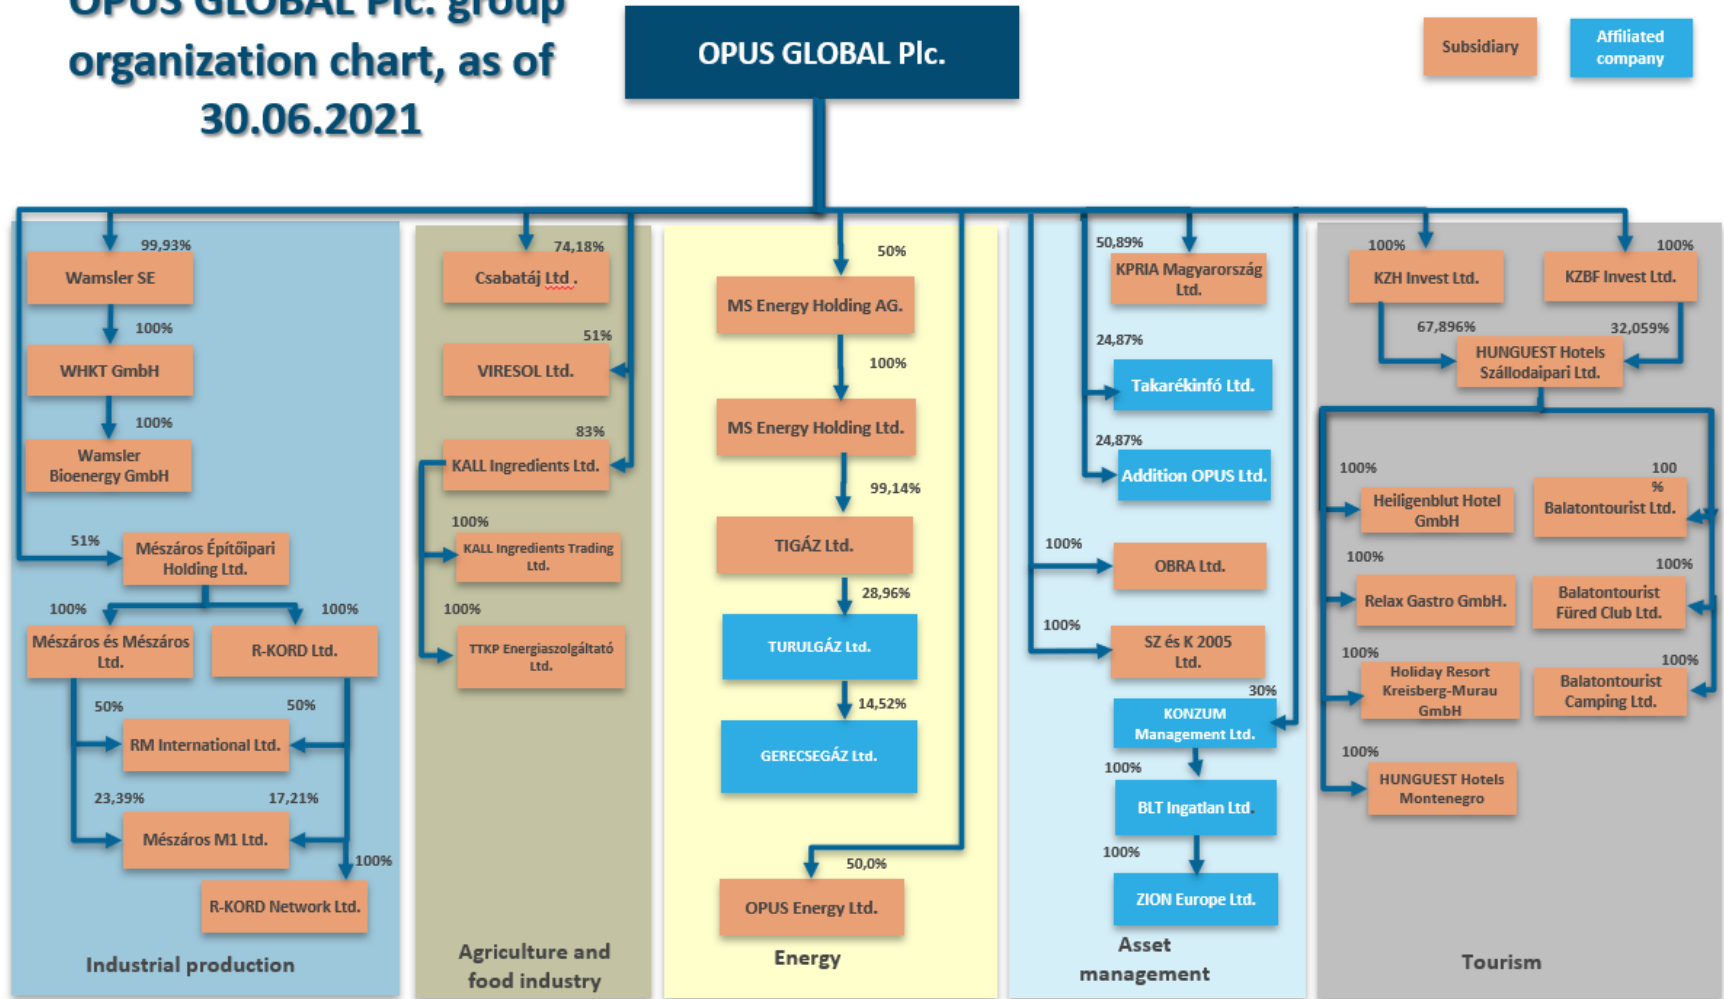 OPUS GLOBAL Plc. group
organization chart, as of
30.06.2021
OPUS GLOBAL Plc.
Subsidiary
Affiliated
company
99,93%
Wamsler SE
100%
WHKT GmbH
100%
Wamsler
Bioenergy GmbH
51%
Mészáros Építőipari
Holding Ltd.
100%
100%
Mészáros és Mészáros
Ltd.
R-KORD Ltd.
50%
50%
RM International Ltd.
23,39%
17,21%
Mészáros M1 Ltd.
100%
R-KORD Network Ltd.
Industrial production
74,18%
Csabatáj Ltd .
51%
VIRESOL Ltd.
83%
KALL Ingredients Ltd.
100%
KALL Ingredients Trading
Ltd.
100%
TTKP Energiaszolgáltató
Ltd.
Agriculture and
food industry
50%
MS Energy Holding AG.
100%
MS Energy Holding Ltd.
99,14%
TIGÁZ Ltd.
28,96%
TURULGÁZ Ltd.
14,52%
GERECSEGÁZ Ltd.
50,0%
OPUS Energy Ltd.
Energy
50,89%
KPRIA Magyarország
Ltd.
24,87%
Takarékinfó Ltd.
24,87%
Addition OPUS Ltd.
100%
OBRA Ltd.
100%
SZ és K 2005
Ltd.
30%
KONZUM
Management Ltd.
100%
BLT Ingatlan Ltd.
100%
ZION Europe Ltd.
Asset
management
100%
100%
KZH Invest Ltd.
KZBF Invest Ltd.
67,896%
32,059%
HUNGUEST Hotels
Szállodaipari Ltd.
100%
Heiligenblut Hotel
GmbH
100
%
Balatontourist Ltd.
100%
Relax Gastro GmbH.
100%
Balatontourist
Füred Club Ltd.
100%
Holiday Resort
Kreisberg-Murau
GmbH
100%
Balatontourist
Camping Ltd.
100%
HUNGUEST Hotels
Montenegro
Tourism